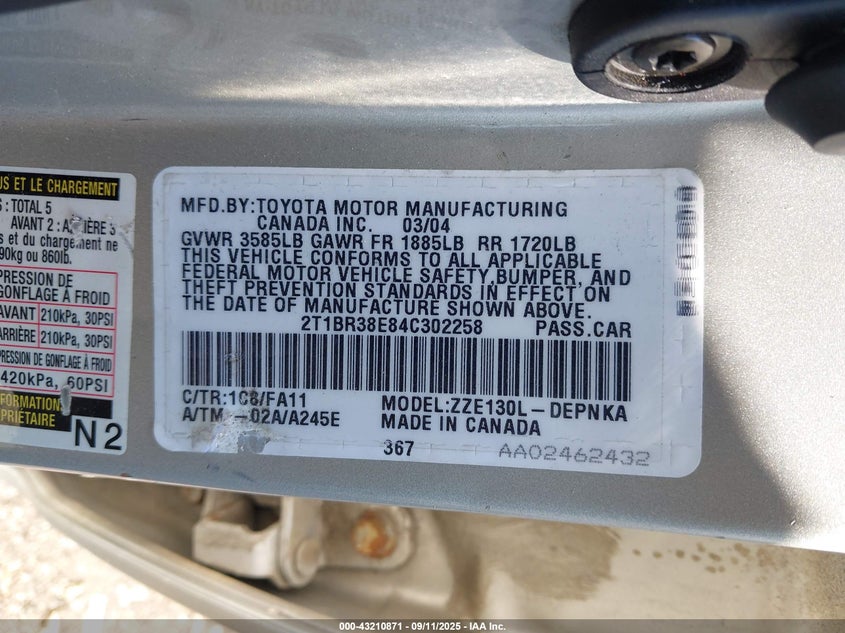 US ET LE CHARGEMENT
: TOTAL 5
AVANT 2 : ARRIÈRE 3
s et du chargement ne
90kg ou 860lb.
PRESSION DE
GONFLAGE À FROID
AVANT 210kPa, 30PSI
ARRIÈRE 210kPa, 30PSI
PRESSION DE GONFLAGE À FROID
420kPa, 60PSI
FORMATION
PRIÉTAIRE
N2
MFD.BY:TOYOTA MOTOR MANUFACTURING
CANADA INC. 03/04
GVWR 3585LB GAWR FR 1885LB RR 1720LB
THIS VEHICLE CONFORMS TO ALL APPLICABLE
FEDERAL MOTOR VEHICLE SAFETY,BUMPER, AND
THEFT PREVENTION STANDARDS IN EFFECT ON
THE DATE OF MANUFACTURE SHOWN ABOVE.
2T1BR38E84C302258 PASS.CAR
C/TR:1C8/FA11 MODEL:ZZE130L-DEPNKA
A/TM -02A/A245E MADE IN CANADA
367
AA02462432
000-43210871 - 09/11/2025 - IAA Inc.